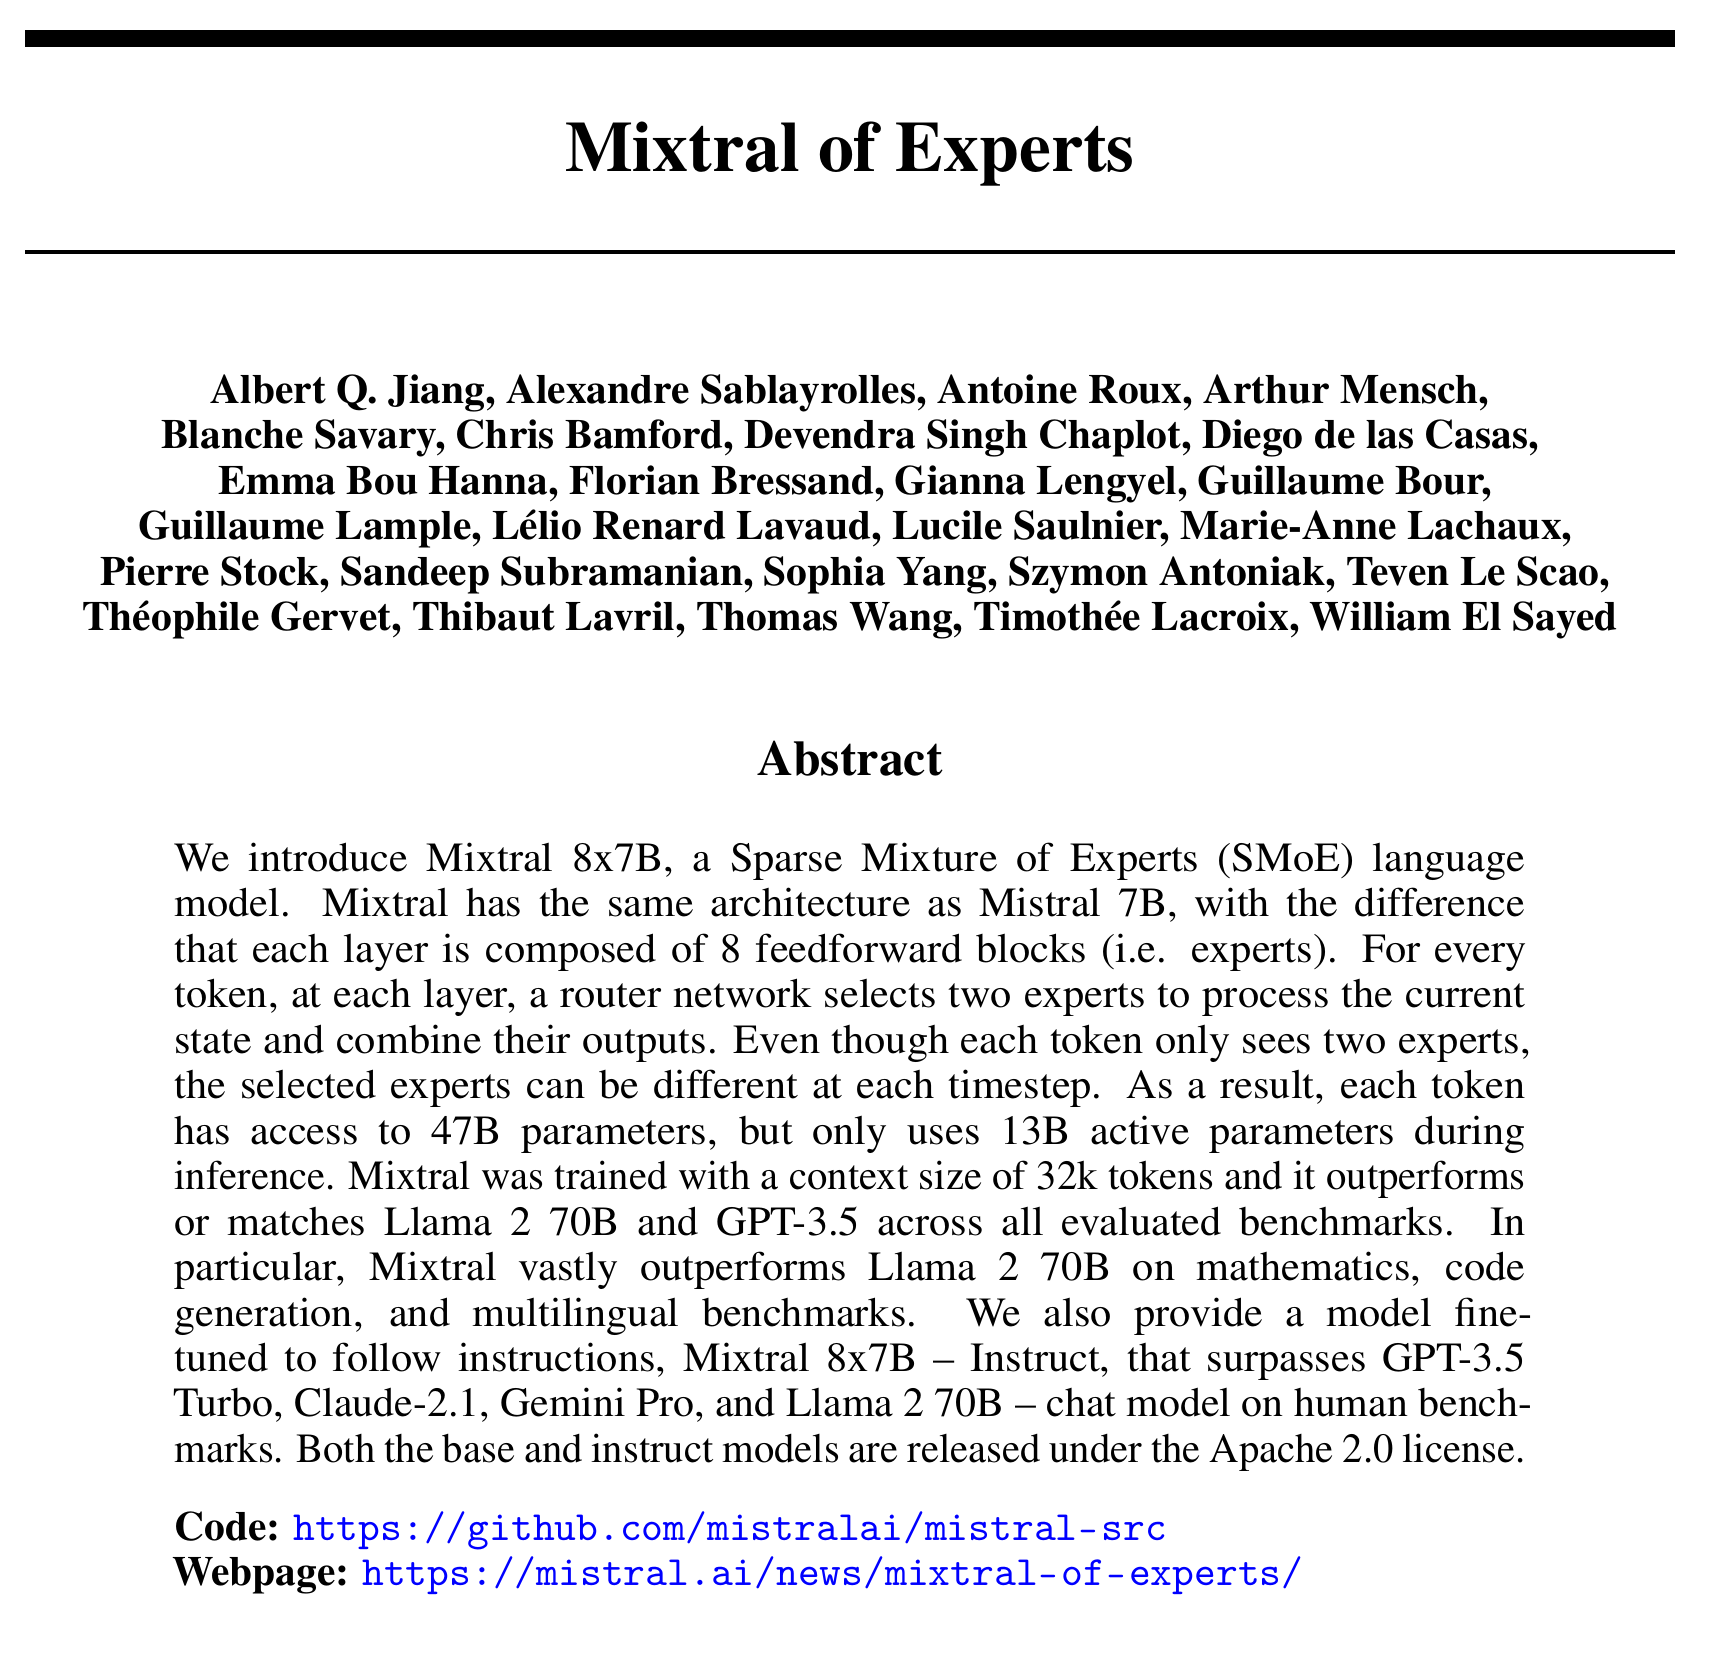 Mixtral of Experts
Albert Q. Jiang, Alexandre Sablayrolles, Antoine Roux, Arthur Mensch,
Blanche Savary, Chris Bamford, Devendra Singh Chaplot, Diego de las Casas,
Emma Bou Hanna, Florian Bressand, Gianna Lengyel, Guillaume Bour,
Guillaume Lample, Lélio Renard Lavaud, Lucile Saulnier, Marie-Anne Lachaux,
Pierre Stock, Sandeep Subramanian, Sophia Yang, Szymon Antoniak, Teven Le Scao,
Théophile Gervet, Thibaut Lavril, Thomas Wang, Timothée Lacroix, William El Sayed
Abstract
We introduce Mixtral 8x7B, a Sparse Mixture of Experts (SMoE) language
model. Mixtral has the same architecture as Mistral 7B, with the difference
that each layer is composed of 8 feedforward blocks (i.e. experts). For every
token, at each layer, a router network selects two experts to process the current
state and combine their outputs. Even though each token only sees two experts,
the selected experts can be different at each timestep. As a result, each token
has access to 47B parameters, but only uses 13B active parameters during
inference. Mixtral was trained with a context size of 32k tokens and it outperforms
or matches Llama 2 70B and GPT-3.5 across all evaluated benchmarks. In
particular, Mixtral vastly outperforms Llama 2 70B on mathematics, code
generation, and multilingual benchmarks. We also provide a model fine-
tuned to follow instructions, Mixtral 8x7B – Instruct, that surpasses GPT-3.5
Turbo, Claude-2.1, Gemini Pro, and Llama 2 70B – chat model on human bench-
marks. Both the base and instruct models are released under the Apache 2.0 license.
Code: https://github.com/mistralai/mistral-src
Webpage: https://mistral.ai/news/mixtral-of-experts/